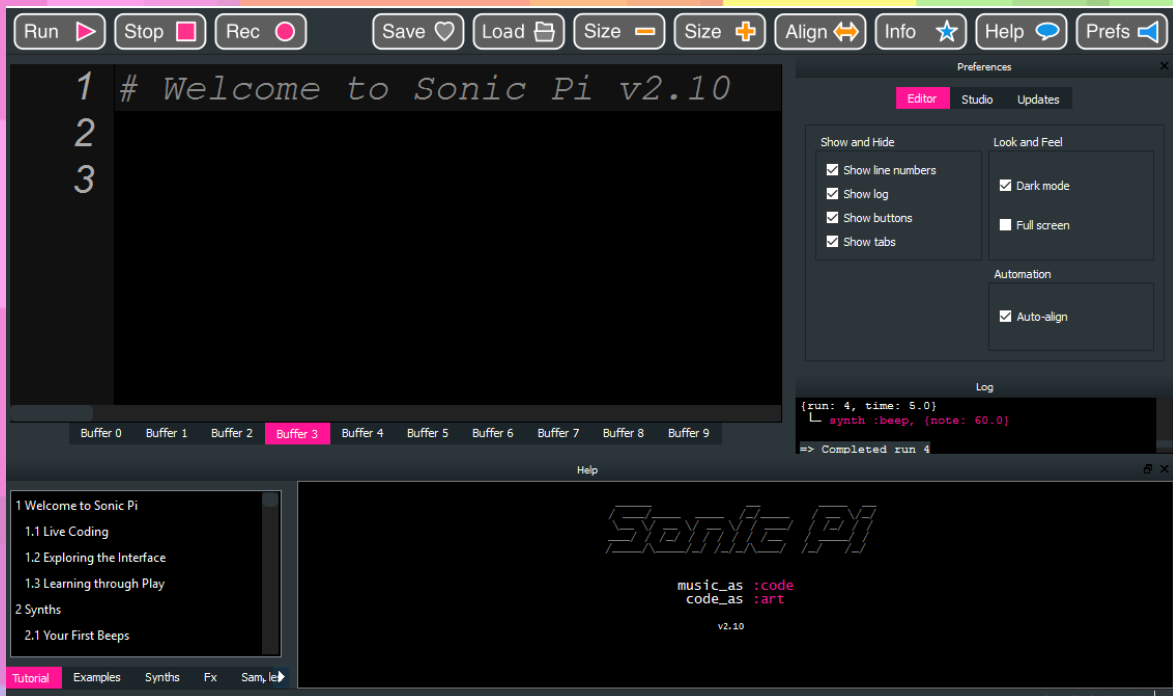 Run Stop Rec Save Load Size Size Align Info Help Prefs
1 # Welcome to Sonic Pi v2.10
2
3
Buffer 0 Buffer 1 Buffer 2 Buffer 3 Buffer 4 Buffer 5 Buffer 6 Buffer 7 Buffer 8 Buffer 9
Preferences
Editor Studio Updates
Show and Hide
Show line numbers
Show log
Show buttons
Show tabs
Look and Feel
Dark mode
Full screen
Automation
Auto-align
Log
{run: 4, time: 5.0}
synth :beep, {note: 60.0}
=> Completed run 4
Help
1 Welcome to Sonic Pi
1.1 Live Coding
1.2 Exploring the Interface
1.3 Learning through Play
2 Synths
2.1 Your First Beeps
Tutorial Examples Synths Fx
Sonic Pi
music_as :code
code_as :art
v2.10